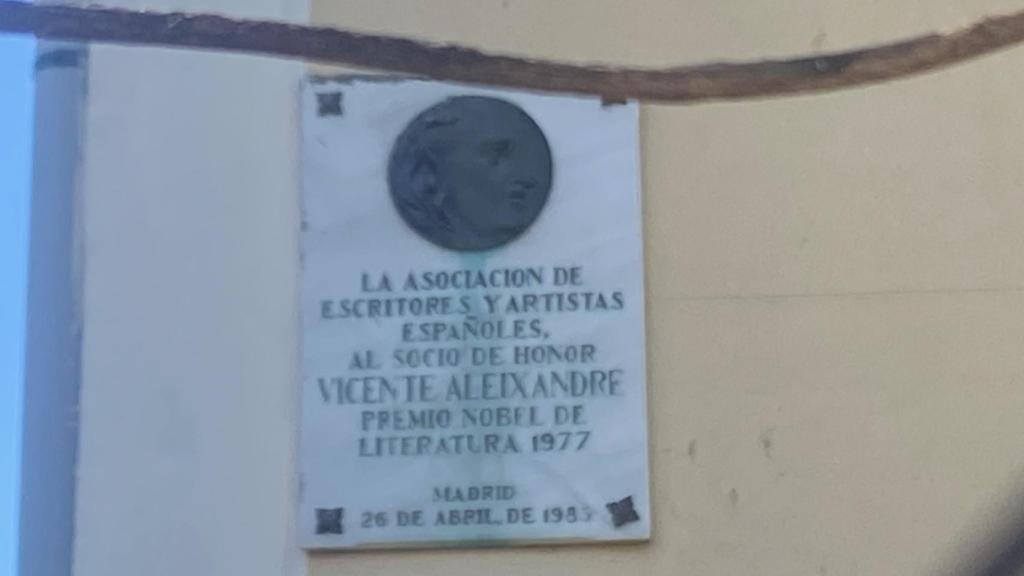 LA ASOCIACION DE
ESCRITORES Y ARTISTAS
ESPAÑOLES,
AL SOCIO DE HONOR
VICENTE ALEIXANDRE
PREMIO NOBEL DE
LITERATURA 1977
MADRID
26 DE ABRIL, DE 1985